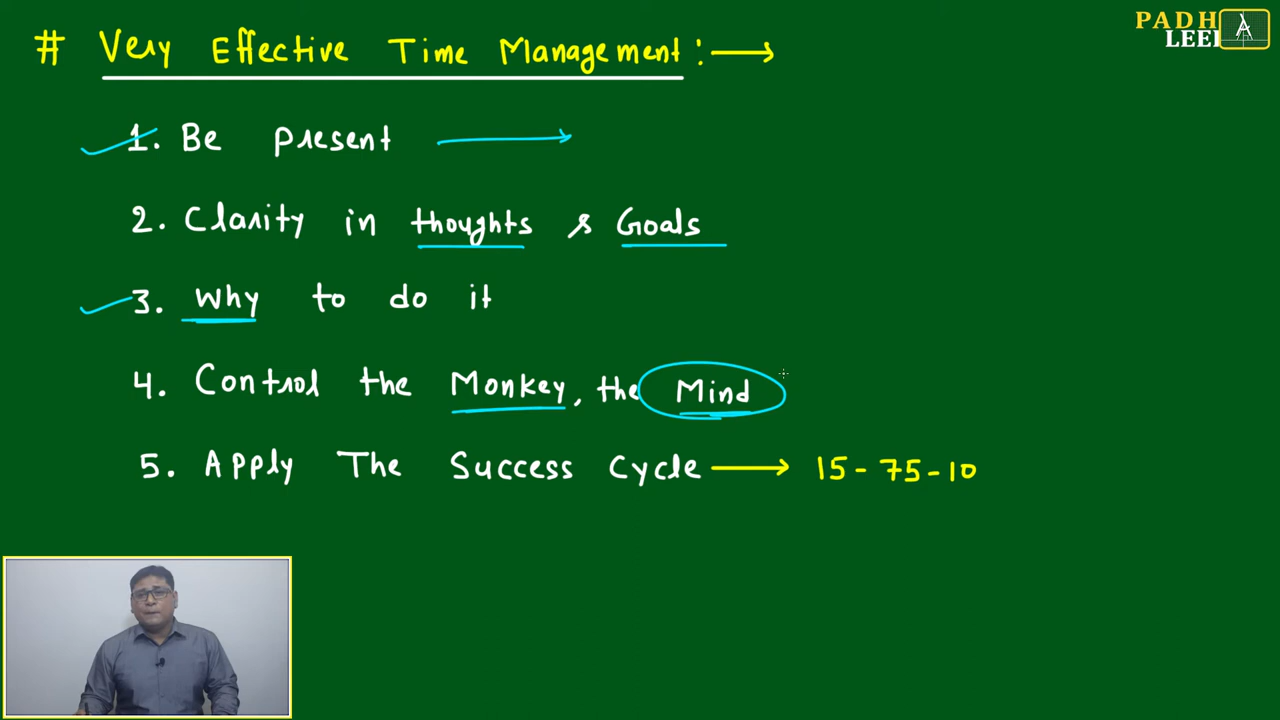 # Very Effective Time Management : →
PADH
LEEI
1. Be present →
2. Clarity in thoughts & Goals
3. Why to do it
4. Control the Monkey, the Mind
5. Apply The Success Cycle → 15-75-10